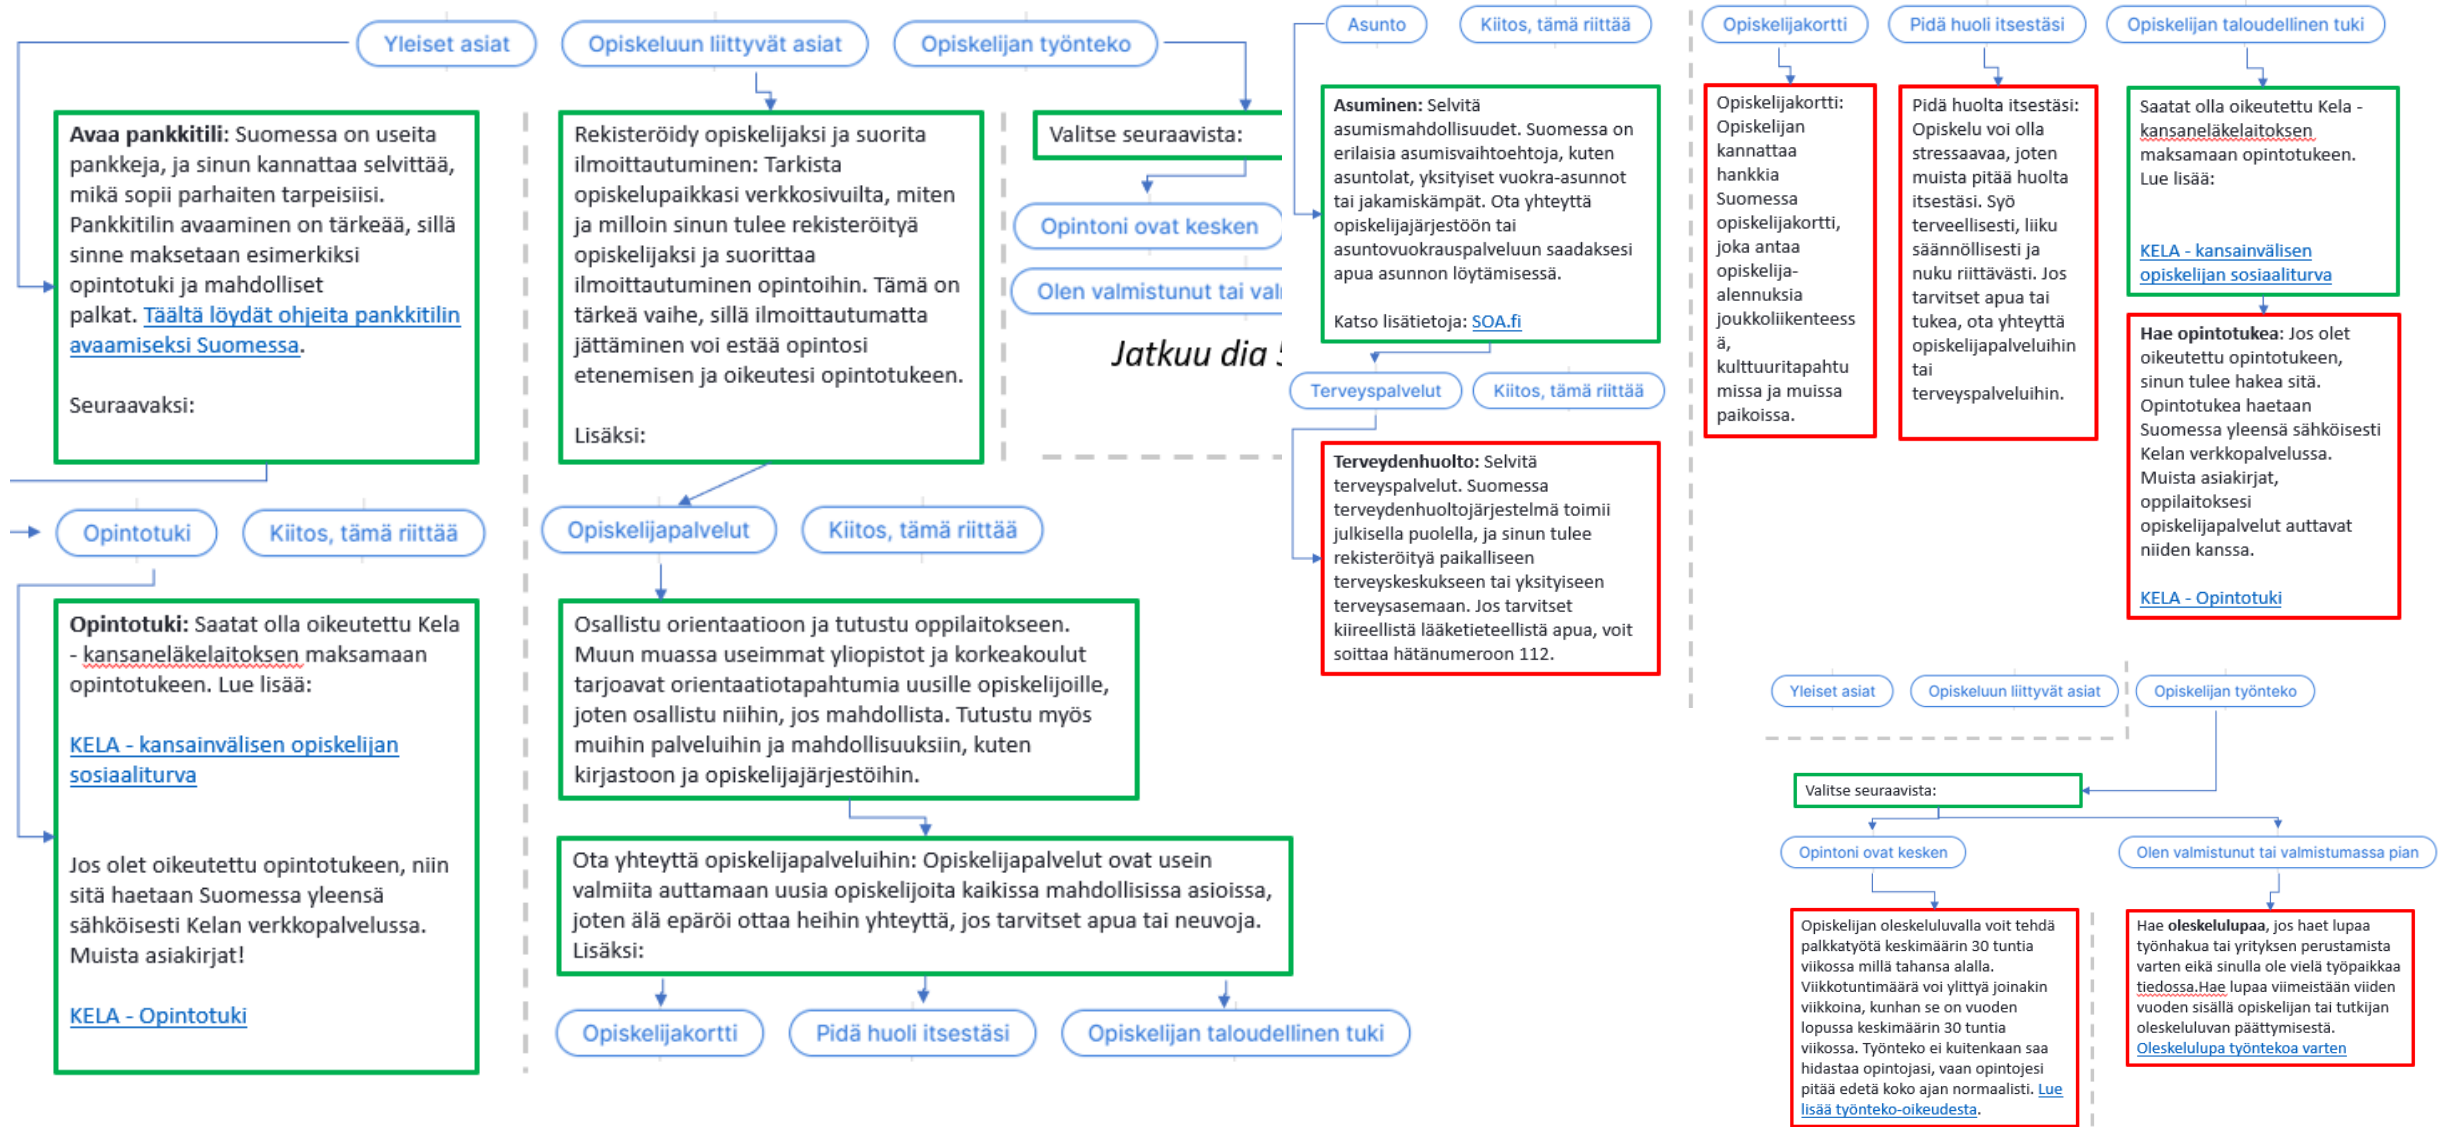 Yleiset asiat
Opiskeluun liittyvät asiat
Opiskelijan työnteko
Avaa pankkitili: Suomessa on useita
pankkeja, ja sinun kannattaa selvittää,
mikä sopii parhaiten tarpeisiisi.
Pankkitilin avaaminen on tärkeää, sillä
sinne maksetaan esimerkiksi
opintotuki ja mahdolliset
palkat. Täältä löydät ohjeita pankkitilin
avaamiseksi Suomessa.
Seuraavaksi:
Opintotuki
Kiitos, tämä riittää
Opintotuki: Saatat olla oikeutettu Kela
- kansaneläkelaitoksen maksamaan
opintotukeen. Lue lisää:
KELA - kansainvälisen opiskelijan
sosiaaliturva
Jos olet oikeutettu opintotukeen, niin
sitä haetaan Suomessa yleensä
sähköisesti Kelan verkkopalvelussa.
Muista asiakirjat!
KELA - Opintotuki
Rekisteröidy opiskelijaksi ja suorita
ilmoittautuminen: Tarkista
opiskelupaikkasi verkkosivuilta, miten
ja milloin sinun tulee rekisteröityä
opiskelijaksi ja suorittaa
ilmoittautuminen opintoihin. Tämä on
tärkeä vaihe, sillä ilmoittautumatta
jättäminen voi estää opintosi
etenemisen ja oikeutesi opintotukeen.
Lisäksi:
Opiskelijapalvelut
Kiitos, tämä riittää
Osallistu orientaatioon ja tutustu oppilaitokseen.
Muun muassa useimmat yliopistot ja korkeakoulut
tarjoavat orientaatiotapahtumia uusille opiskelijoille,
joten osallistu niihin, jos mahdollista. Tutustu myös
muihin palveluihin ja mahdollisuuksiin, kuten
kirjastoon ja opiskelijajärjestöihin.
Ota yhteyttä opiskelijapalveluihin: Opiskelijapalvelut ovat usein
valmiita auttamaan uusia opiskelijoita kaikissa mahdollisissa asioissa,
joten älä epäröi ottaa heihin yhteyttä, jos tarvitset apua tai neuvoja.
Lisäksi:
Opiskelijakortti
Pidä huoli itsestäsi
Opiskelijan taloudellinen tuki
Valitse seuraavista:
Opintoni ovat kesken
Olen valmistunut tai val
Jatkuu dia
Asunto
Kiitos, tämä riittää
Asuminen: Selvitä
asumismahdollisuudet. Suomessa on
erilaisia asumisvaihtoehtoja, kuten
asuntolat, yksityiset vuokra-asunnot
tai jakamiskämpät. Ota yhteyttä
opiskelijajärjestöön tai
asuntovuokrauspalveluun saadaksesi
apua asunnon löytämisessä.
Katso lisätietoja: SOA.fi
Terveyspalvelut
Kiitos, tämä riittää
Terveydenhuolto: Selvitä
terveyspalvelut. Suomessa
terveydenhuoltojärjestelmä toimii
julkisella puolella, ja sinun tulee
rekisteröityä paikalliseen
terveyskeskukseen tai yksityiseen
terveysasemaan. Jos tarvitset
kiireellistä lääketieteellistä apua, voit
soittaa hätänumeroon 112.
Opiskelijakortti
Pidä huoli itsestäsi
Opiskelijan taloudellinen tuki
Opiskelijakortti:
Opiskelijan
kannattaa
hankkia
Suomessa
opiskelijakortti,
joka antaa
opiskelija-
alennuksia
joukkoliikenteess
ä,
kulttuuritapahtu
missa ja muissa
paikoissa.
Pidä huolta itsestäsi:
Opiskelu voi olla
stressaavaa, joten
muista pitää huolta
itsestäsi. Syö
terveellisesti, liiku
säännöllisesti ja
nuku riittävästi. Jos
tarvitset apua tai
tukea, ota yhteyttä
opiskelijapalveluihin
tai
terveyspalveluihin.
Saatat olla oikeutettu Kela -
kansaneläkelaitoksen
maksamaan opintotukeen.
Lue lisää:
KELA - kansainvälisen
opiskelijan sosiaaliturva
Hae opintotukea: Jos olet
oikeutettu opintotukeen,
sinun tulee hakea sitä.
Opintotukea haetaan
Suomessa yleensä sähköisesti
Kelan verkkopalvelussa.
Muista asiakirjat,
oppilaitoksesi
opiskelijapalvelut auttavat
niiden kanssa.
KELA - Opintotuki
Yleiset asiat
Opiskeluun liittyvät asiat
Opiskelijan työnteko
Valitse seuraavista:
Opintoni ovat kesken
Olen valmistunut tai valmistumassa pian
Opiskelijan oleskeluluvalla voit tehdä
palkkatyötä keskimäärin 30 tuntia
viikossa millä tahansa alalla.
Viikkotuntimäärä voi ylittyä joinakin
viikkoina, kunhan se on vuoden
lopussa keskimäärin 30 tuntia
viikossa. Työnteko ei kuitenkaan saa
hidastaa opintojasi, vaan opintojesi
pitää edetä koko ajan normaalisti. Lue
lisää työnteko-oikeudesta.
Hae oleskelulupaa, jos haet lupaa
työnhakua tai yrityksen perustamista
varten eikä sinulla ole vielä työpaikkaa
tiedossa.Hae lupaa viimeistään viiden
vuoden sisällä opiskelijan tai tutkijan
oleskeluluvan päättymisestä.
Oleskelulupa työntekoa varten